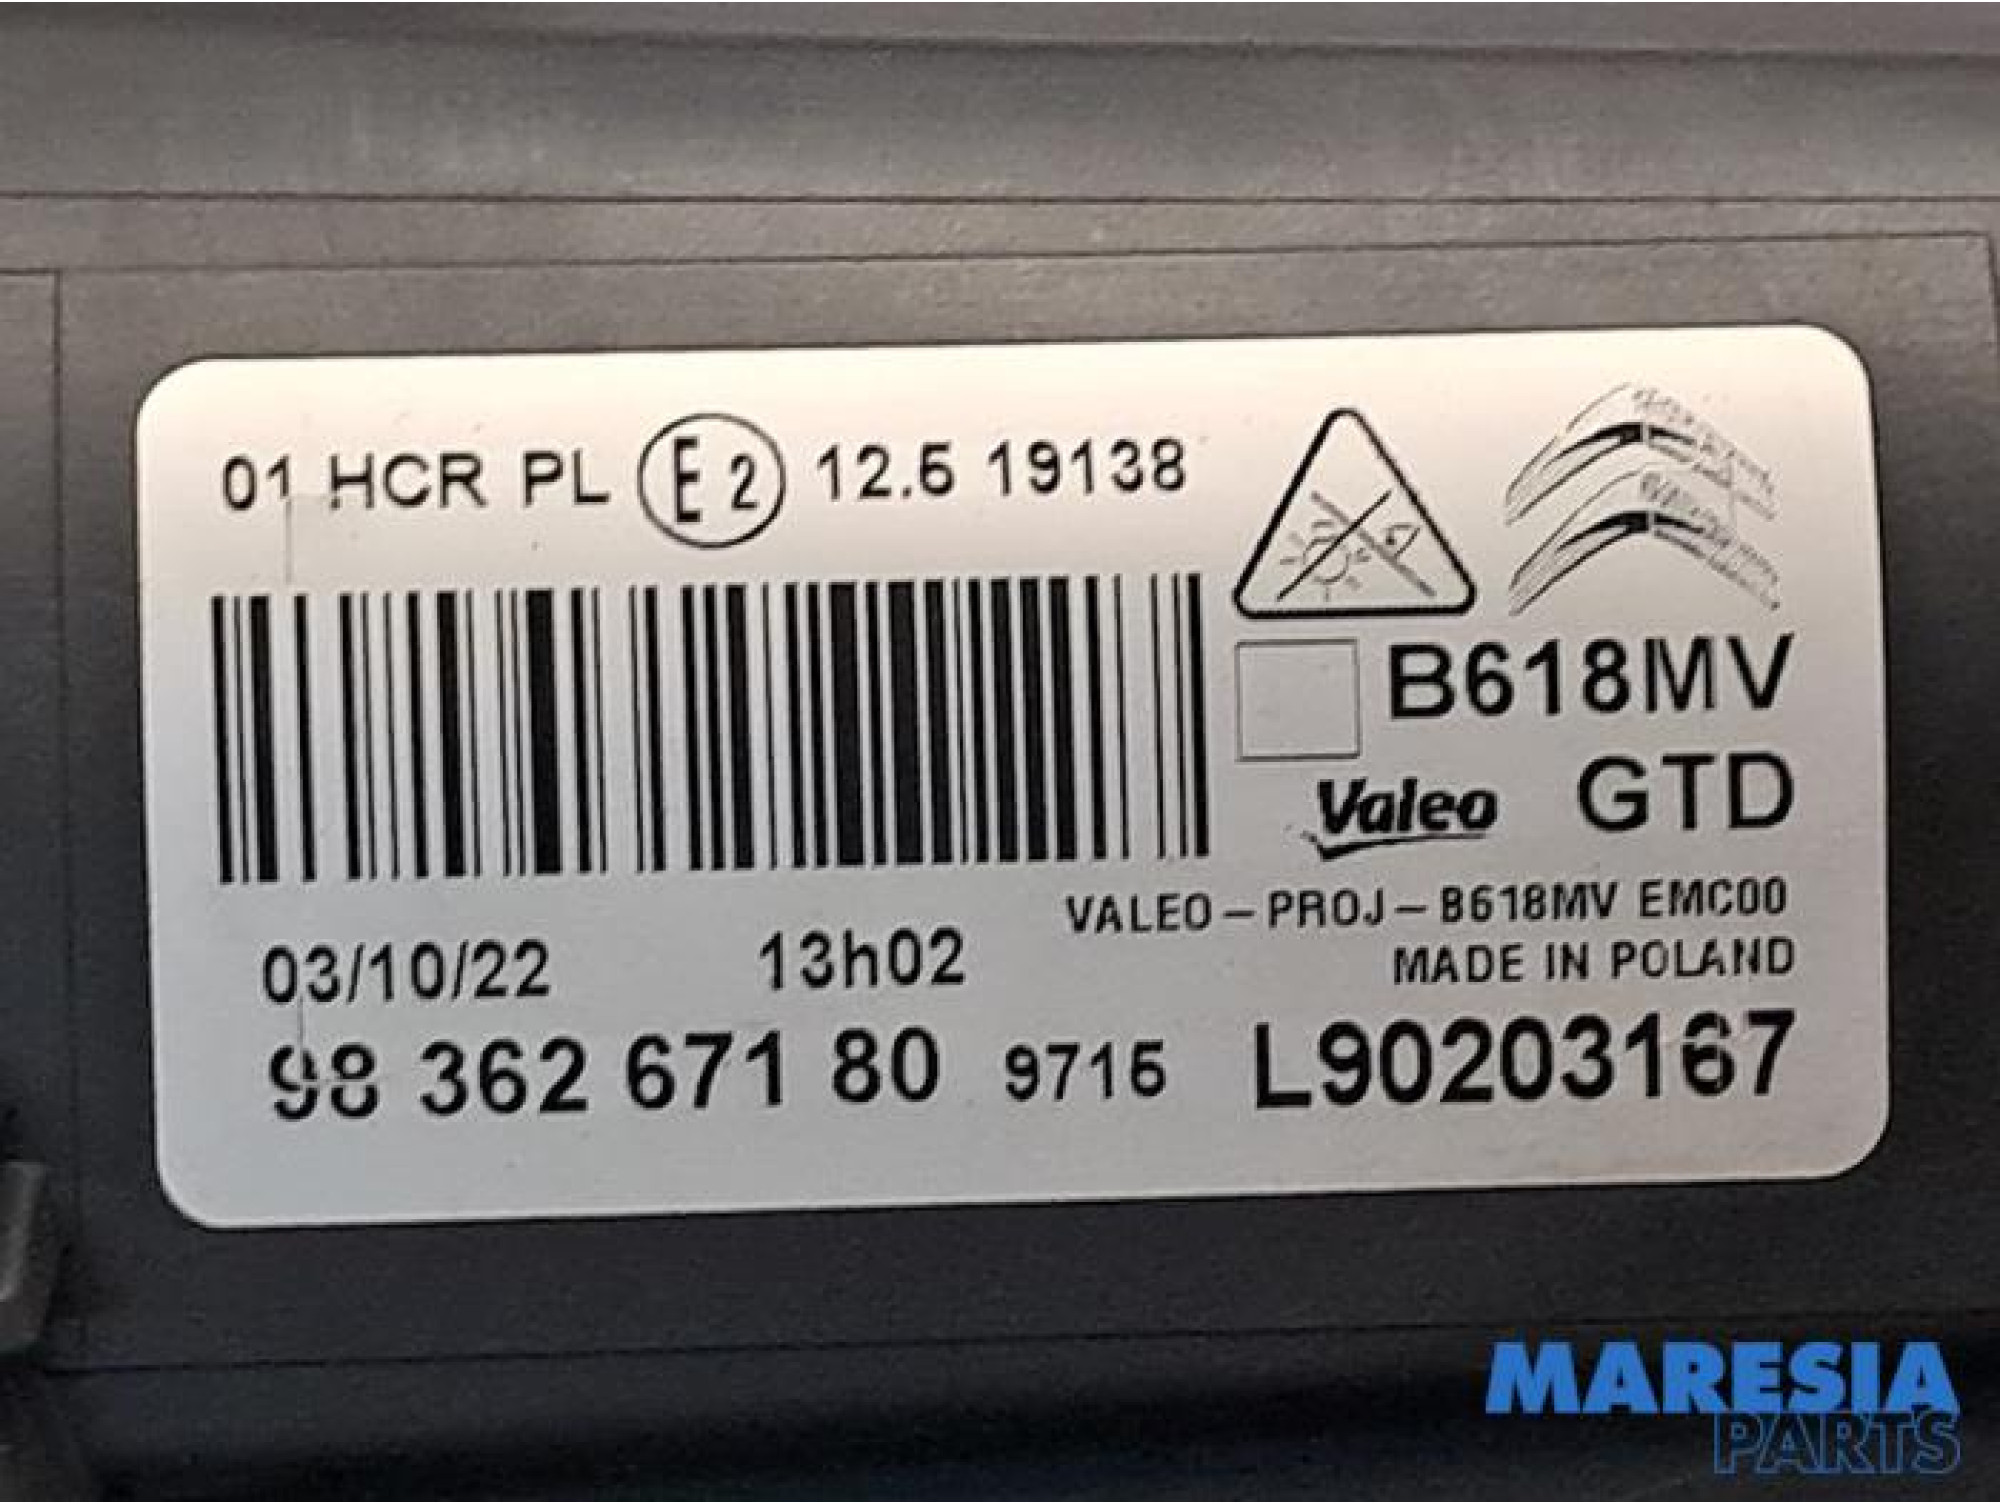 01 HCR PL E2 12.5 19138
B618MV
Valeo GTD
VALEO-PROJ-B618MV EMC00
MADE IN POLAND
03/10/22 13h02
98 362 671 80 9715 L90203167
MARESIA
PARTS